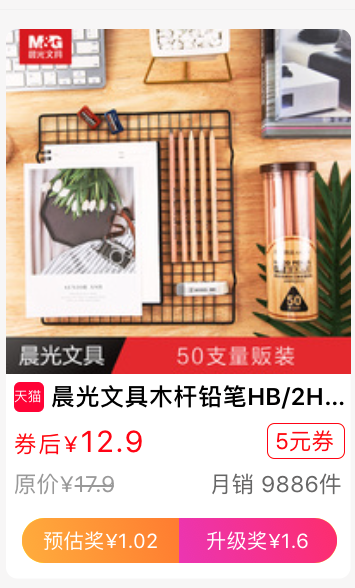 M&G
晨光文具
50
晨光文具
50支量贩装
天猫 晨光文具木杆铅笔HB/2H...
券后¥12.9
5元券
原价¥17.9
月销 9886件
预估奖¥1.02
升级奖¥1.6